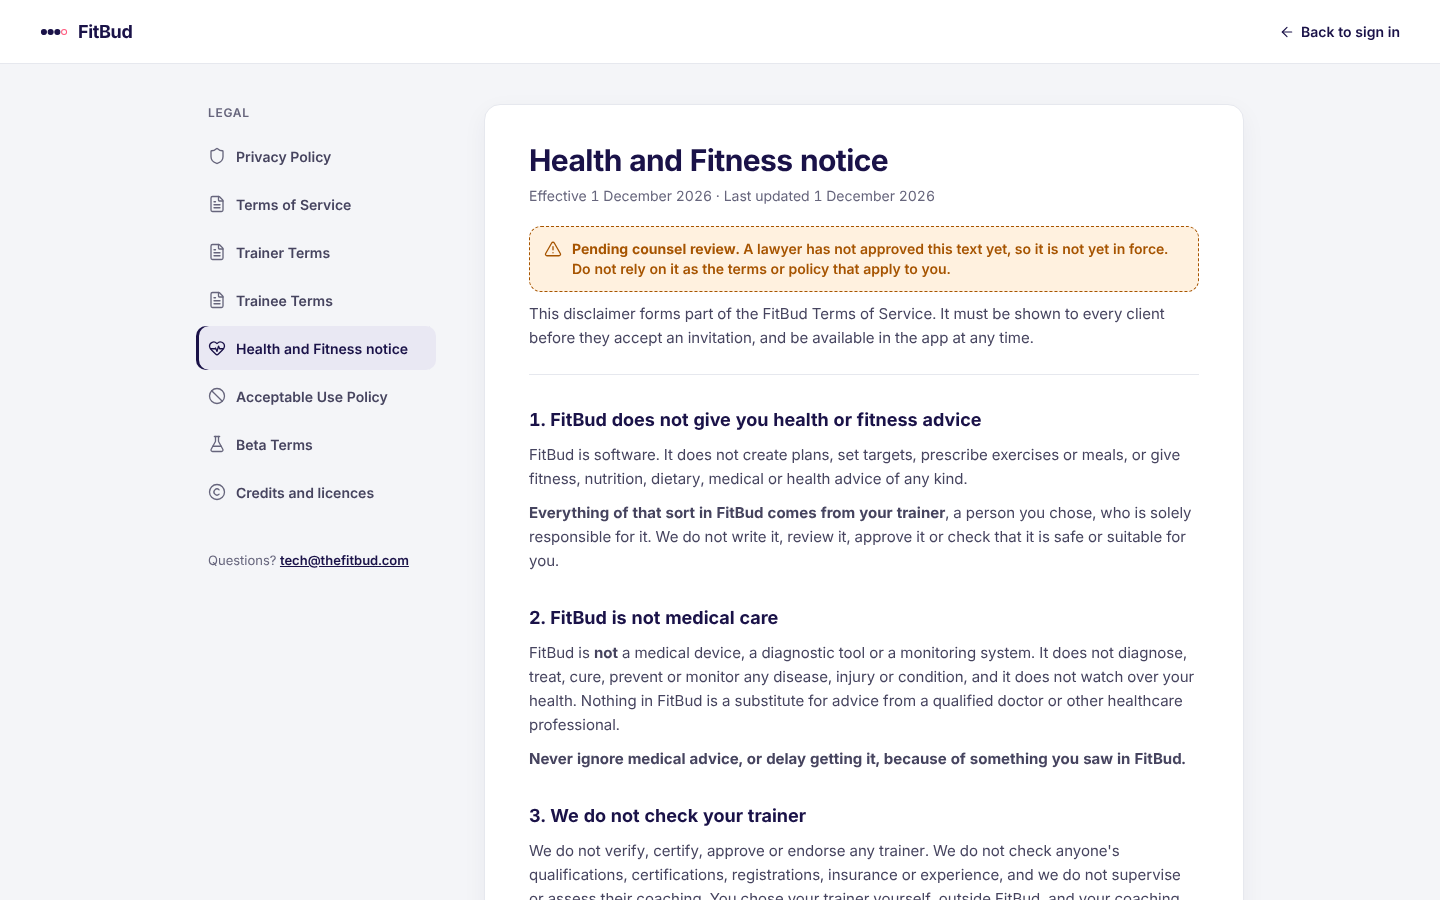 FitBud
Back to sign in
LEGAL
Privacy Policy
Terms of Service
Trainer Terms
Trainee Terms
Health and Fitness notice
Acceptable Use Policy
Beta Terms
Credits and licences
Questions? tech@thefitbud.com
Health and Fitness notice
Effective 1 December 2026 · Last updated 1 December 2026
Pending counsel review. A lawyer has not approved this text yet, so it is not yet in force.
Do not rely on it as the terms or policy that apply to you.
This disclaimer forms part of the FitBud Terms of Service. It must be shown to every client
before they accept an invitation, and be available in the app at any time.
1. FitBud does not give you health or fitness advice
FitBud is software. It does not create plans, set targets, prescribe exercises or meals, or give
fitness, nutrition, dietary, medical or health advice of any kind.
Everything of that sort in FitBud comes from your trainer, a person you chose, who is solely
responsible for it. We do not write it, review it, approve it or check that it is safe or suitable for
you.
2. FitBud is not medical care
FitBud is not a medical device, a diagnostic tool or a monitoring system. It does not diagnose,
treat, cure, prevent or monitor any disease, injury or condition, and it does not watch over your
health. Nothing in FitBud is a substitute for advice from a qualified doctor or other healthcare
professional.
Never ignore medical advice, or delay getting it, because of something you saw in FitBud.
3. We do not check your trainer
We do not verify, certify, approve or endorse any trainer. We do not check anyone's
qualifications, certifications, registrations, insurance or experience, and we do not supervise
or assess their coaching. You chose your trainer yourself, outside FitBud, and your coaching